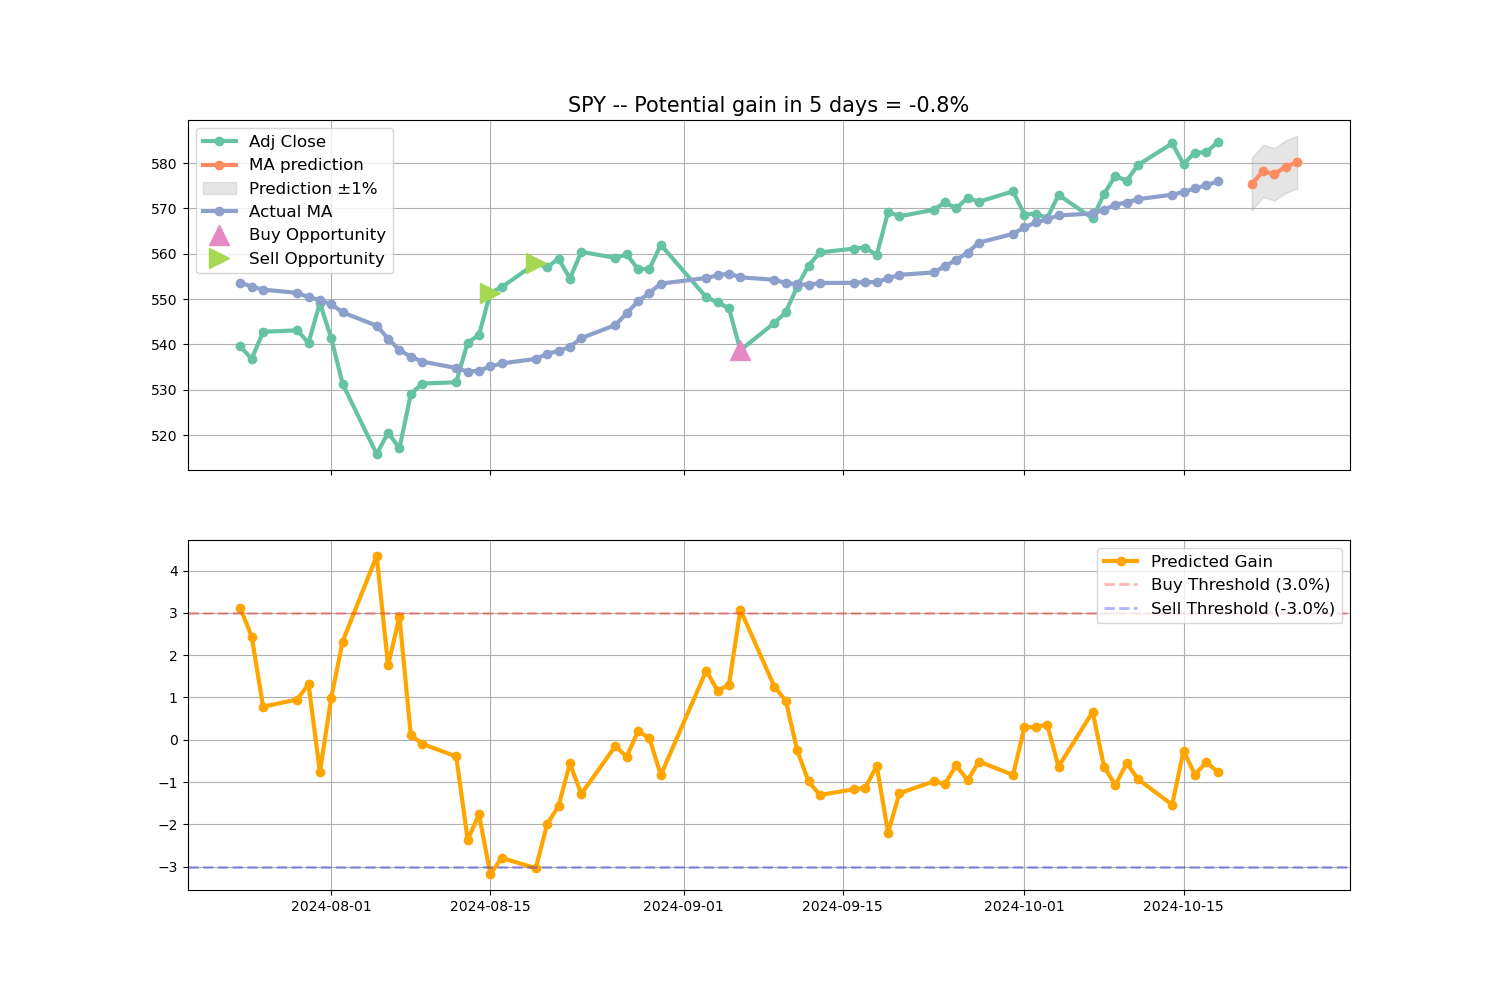 SPY -- Potential gain in 5 days = -0.8%
Adj Close
MA prediction
Prediction ±1%
Actual MA
Buy Opportunity
Sell Opportunity
580
570
560
550
540
530
520
Predicted Gain
Buy Threshold (3.0%)
Sell Threshold (-3.0%)
4
3
2
1
0
−1
−2
−3
2024-08-01 2024-08-15 2024-09-01 2024-09-15 2024-10-01 2024-10-15